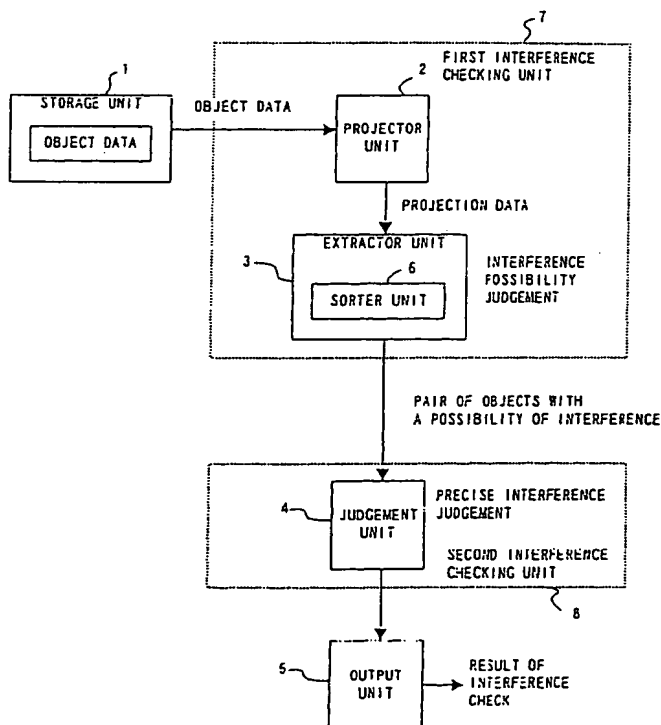 7
FIRST INTERFERENCE
CHECKING UNIT
1
STORAGE UNIT
OBJECT DATA
OBJECT DATA
2
PROJECTOR
UNIT
PROJECTION DATA
EXTRACTOR UNIT
3
6
SORTER UNIT
INTERFERENCE
FOSSIBILITY
JUDGEMENT
PAIR OF OBJECTS WITH
A POSSIBILITY OF INTERFERENCE
4
JUDGEMENT
UNIT
PRECISE INTERFERENCE
JUDGEMENT
SECOND INTERFERENCE
CHECKING UNIT
8
5
OUTPUT
UNIT
RESULT OF
INTERFERENCE
CHECK